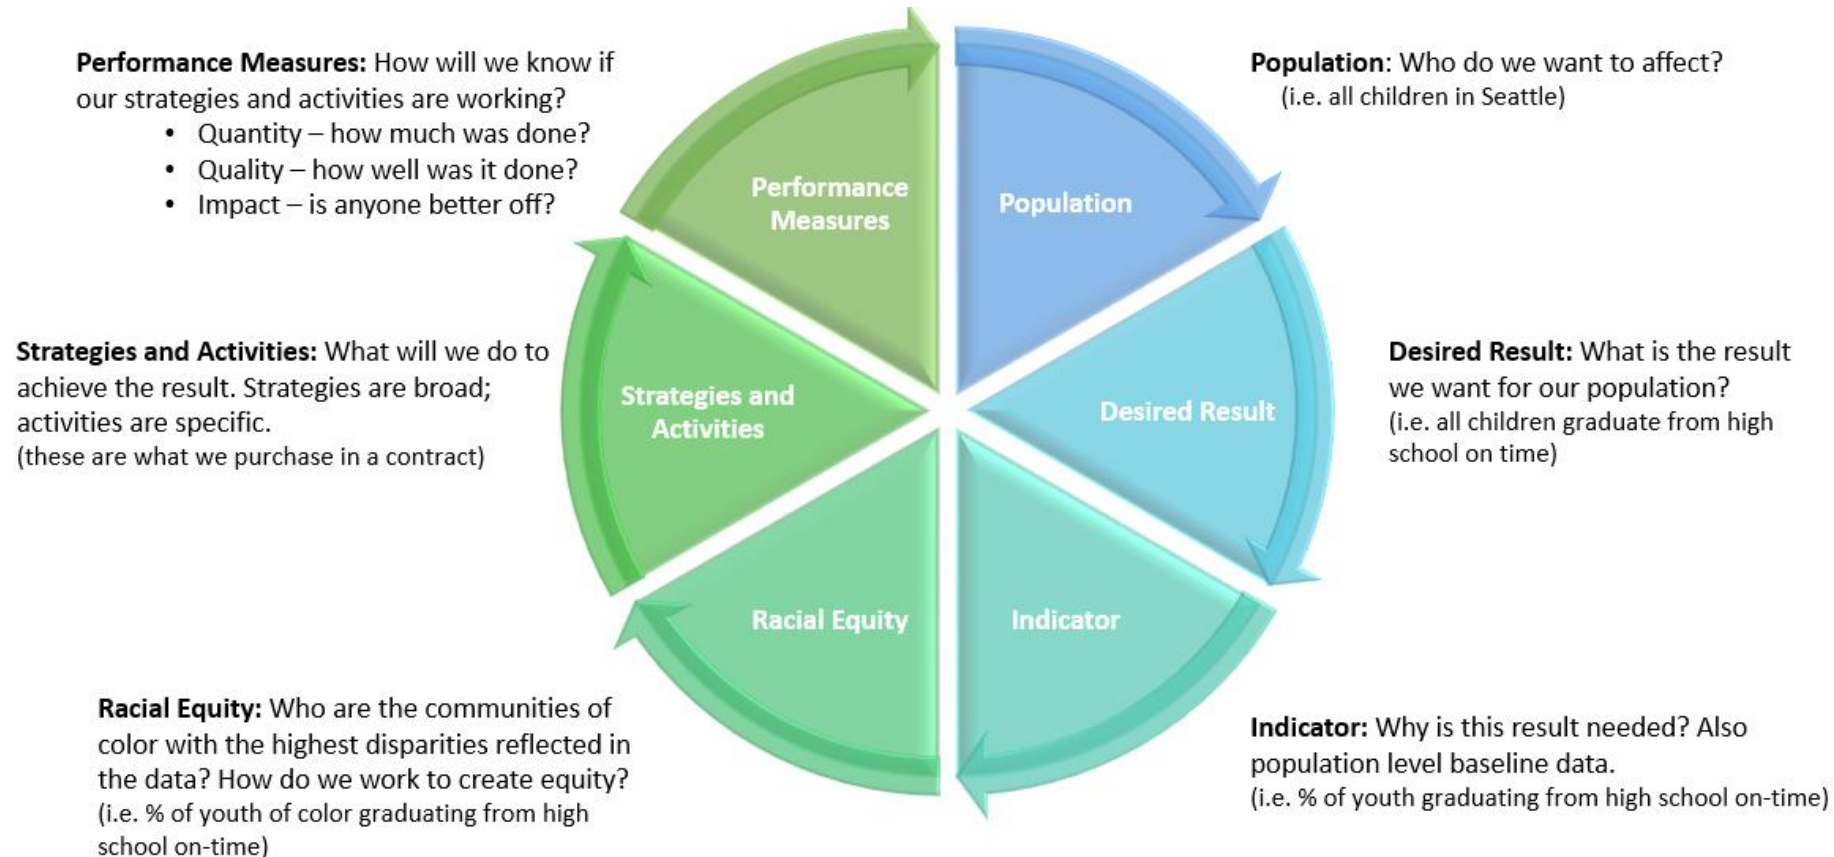 Performance Measures: How will we know if
our strategies and activities are working?
• Quantity – how much was done?
• Quality – how well was it done?
• Impact – is anyone better off?
Population: Who do we want to affect?
(i.e. all children in Seattle)
Performance
Measures
Population
Strategies and Activities: What will we do to
achieve the result. Strategies are broad;
activities are specific.
(these are what we purchase in a contract)
Strategies and
Activities
Desired Result
Desired Result: What is the result
we want for our population?
(i.e. all children graduate from high
school on time)
Racial Equity
Indicator
Racial Equity: Who are the communities of
color with the highest disparities reflected in
the data? How do we work to create equity?
(i.e. % of youth of color graduating from high
school on-time)
Indicator: Why is this result needed? Also
population level baseline data.
(i.e. % of youth graduating from high school on-time)